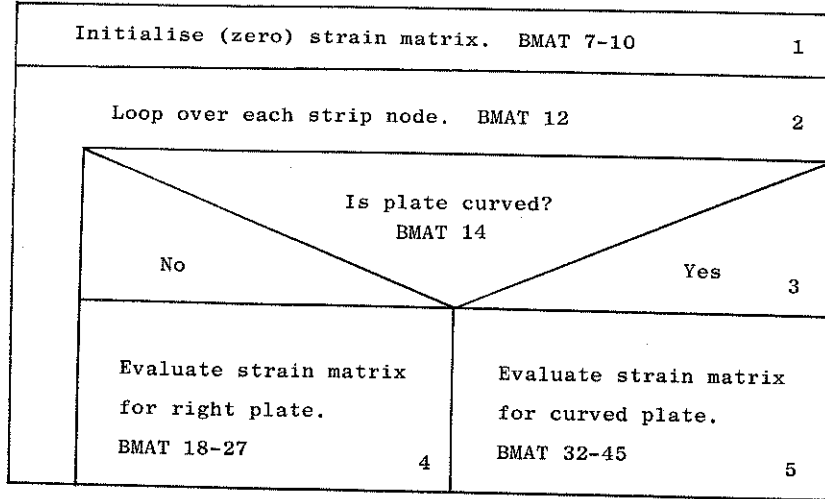 Initialise (zero) strain matrix. BMAT 7-10 1
Loop over each strip node. BMAT 12 2
Is plate curved?
BMAT 14
No
Yes
3
Evaluate strain matrix
for right plate.
BMAT 18-27
4
Evaluate strain matrix
for curved plate.
BMAT 32-45
5